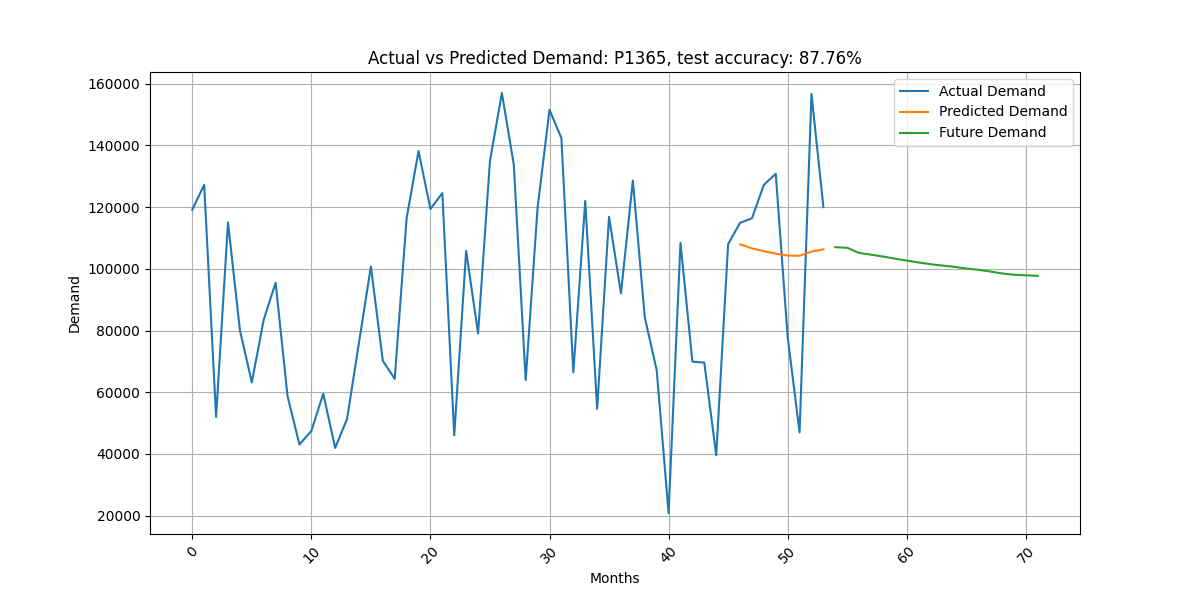 Actual vs Predicted Demand: P1365, test accuracy: 87.76%
Actual Demand
Predicted Demand
Future Demand
160000
140000
120000
100000
80000
60000
40000
20000
Demand
0 10 20 30 40 50 60 70
Months